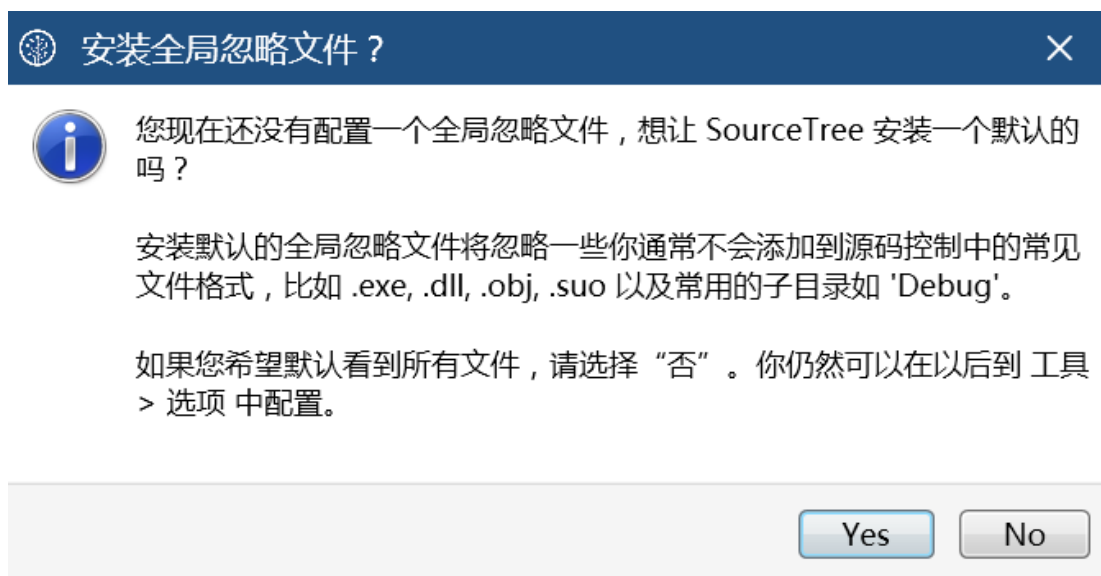 安装全局忽略文件？
您现在还没有配置一个全局忽略文件，想让 SourceTree 安装一个默认的
吗？
安装默认的全局忽略文件将忽略一些你通常不会添加到源码控制中的常见
文件格式，比如 .exe, .dll, .obj, .suo 以及常用的子目录如 'Debug'。
如果您希望默认看到所有文件，请选择“否”。你仍然可以在以后到 工具
> 选项 中配置。
Yes
No